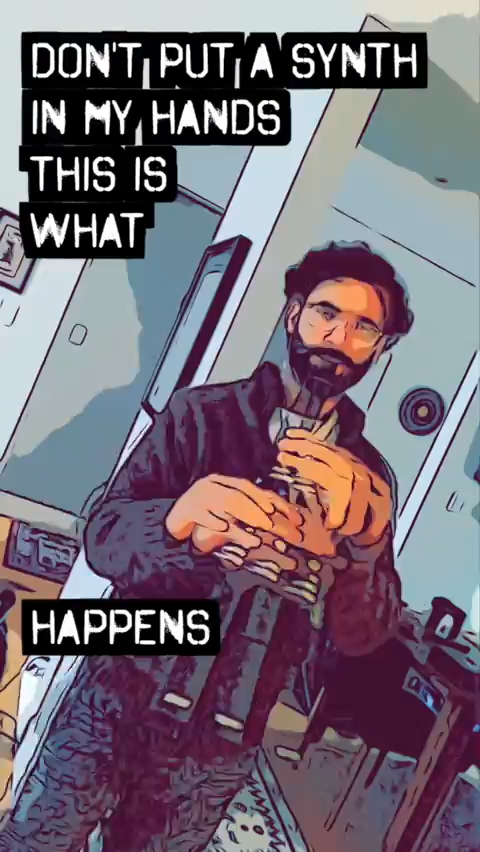 DON'T PUT A SYNTH
IN MY HANDS
THIS IS
WHAT
HAPPENS